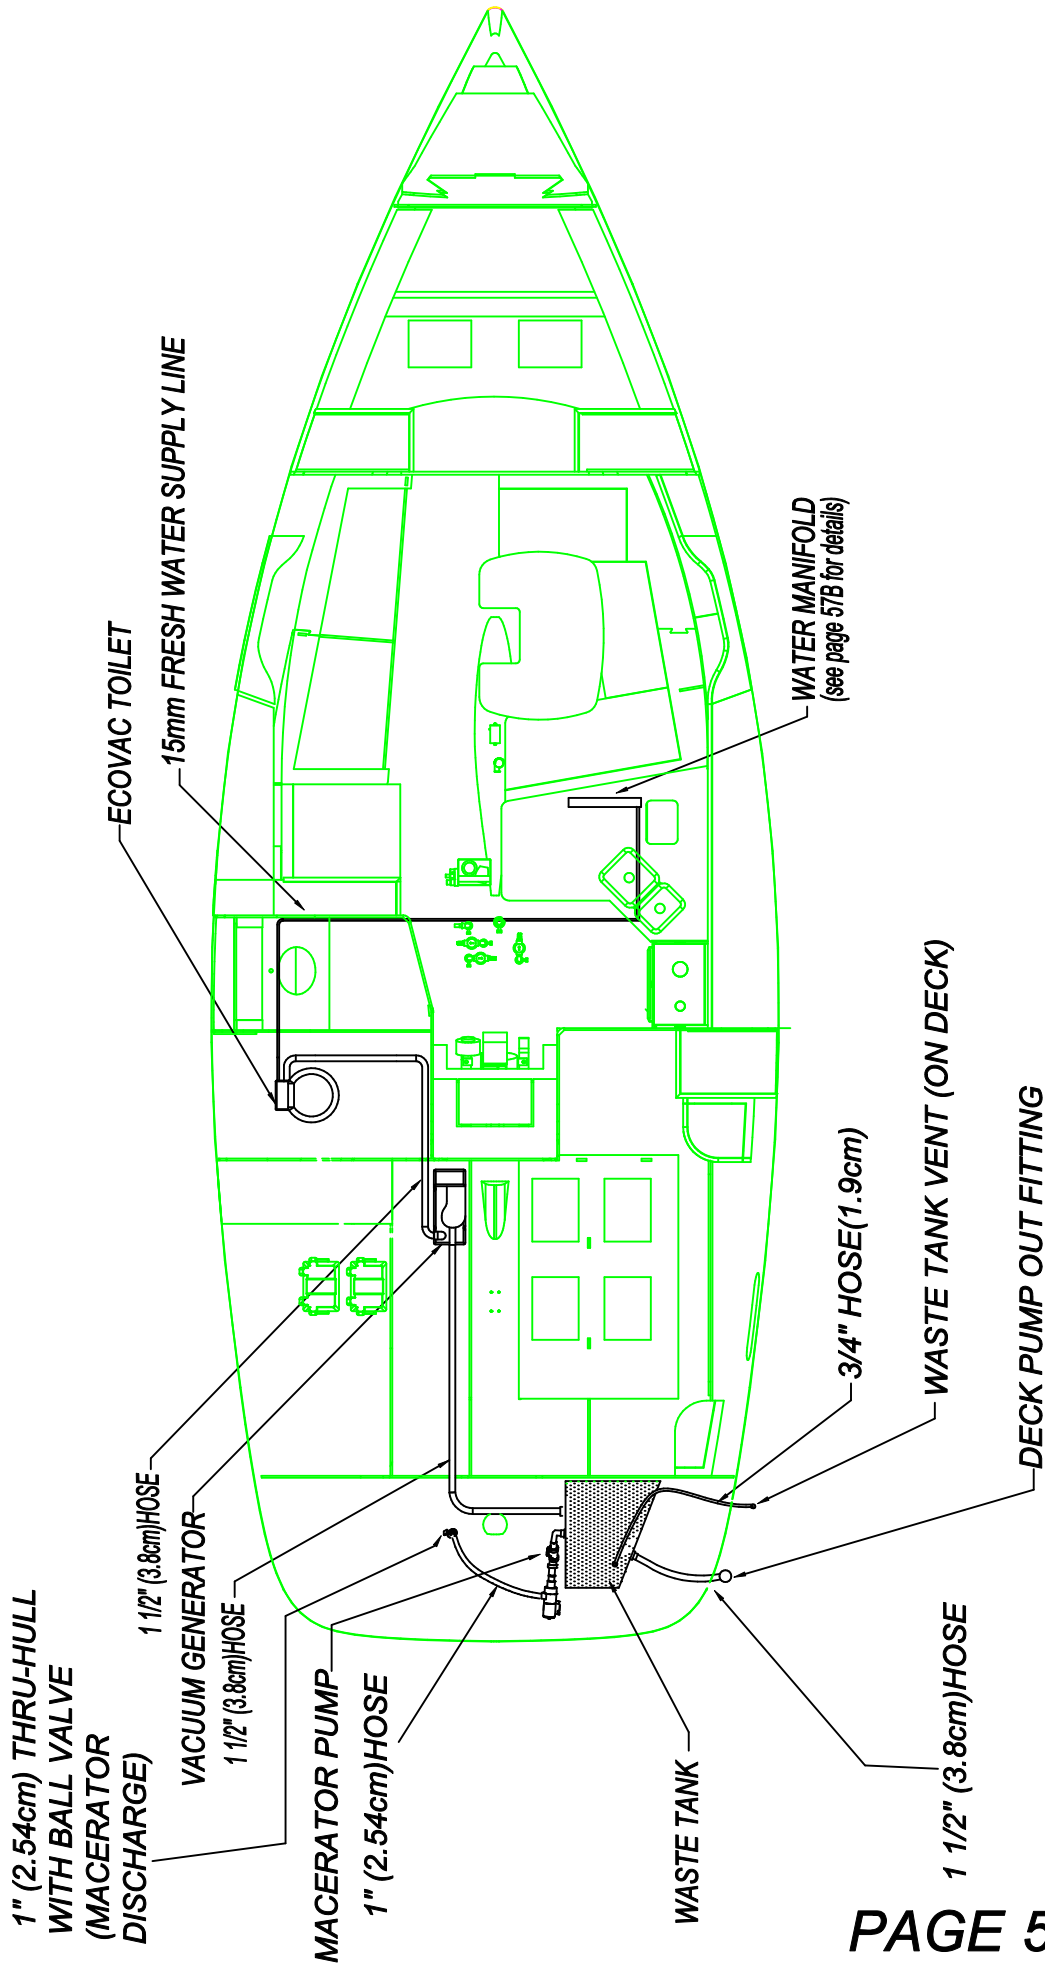 15mm FRESH WATER SUPPLY LINE
ECOVAC TOILET
WATER MANIFOLD
(see page 57B for details)
1 1/2" (3.8cm)HOSE
VACUUM GENERATOR
1 1/2" (3.8cm)HOSE
1" (2.54cm) THRU-HULL
WITH BALL VALVE
(MACERATOR
DISCHARGE)
MACERATOR PUMP
1" (2.54cm)HOSE
WASTE TANK
3/4" HOSE(1.9cm)
WASTE TANK VENT (ON DECK)
DECK PUMP OUT FITTING
1 1/2" (3.8cm)HOSE
PAGE 5